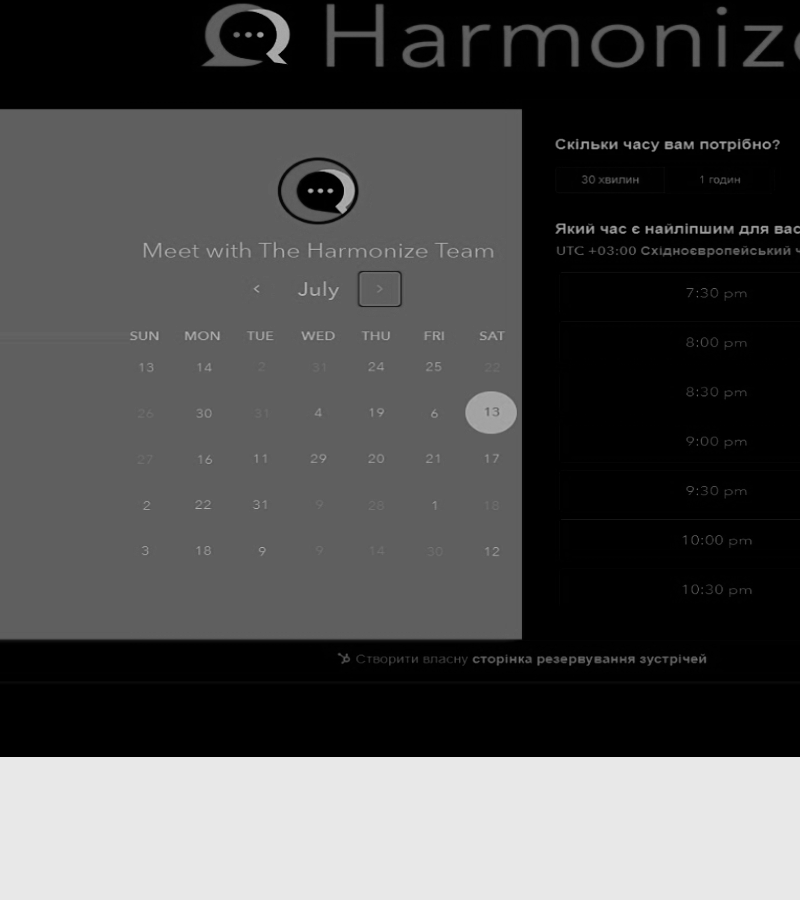 Harmonize
Meet with The Harmonize Team
< July >
SUN MON TUE WED THU FRI SAT
13 14 2 31 24 25 22
26 30 31 4 19 6 13
27 16 11 29 20 21 17
2 22 31 9 28 1 18
3 18 9 9 14 30 12
Скільки часу вам потрібно?
30 хвилин 1 годин
Який час є найліпшим для вас
UTC +03:00 Східноєвропейський ч
7:30 pm
8:00 pm
8:30 pm
9:00 pm
9:30 pm
10:00 pm
10:30 pm
Створити власну сторінка резервування зустрічей